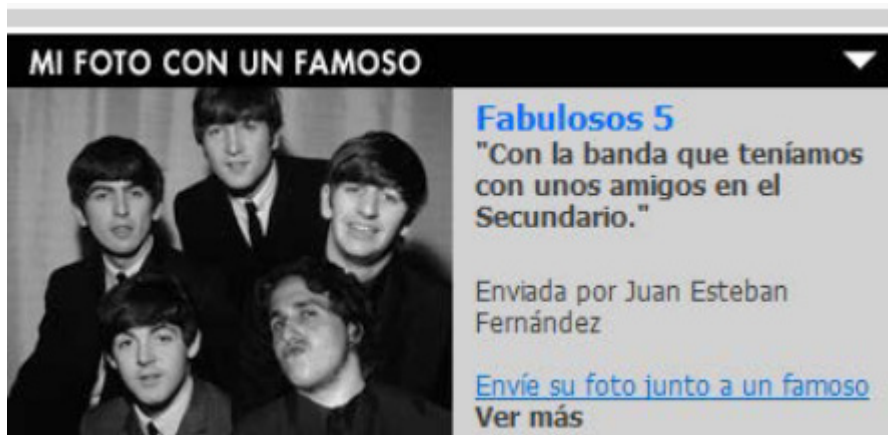 MI FOTO CON UN FAMOSO
Fabulosos 5
"Con la banda que teníamos
con unos amigos en el
Secundario."
Enviada por Juan Esteban
Fernández
Envíe su foto junto a un famoso
Ver más